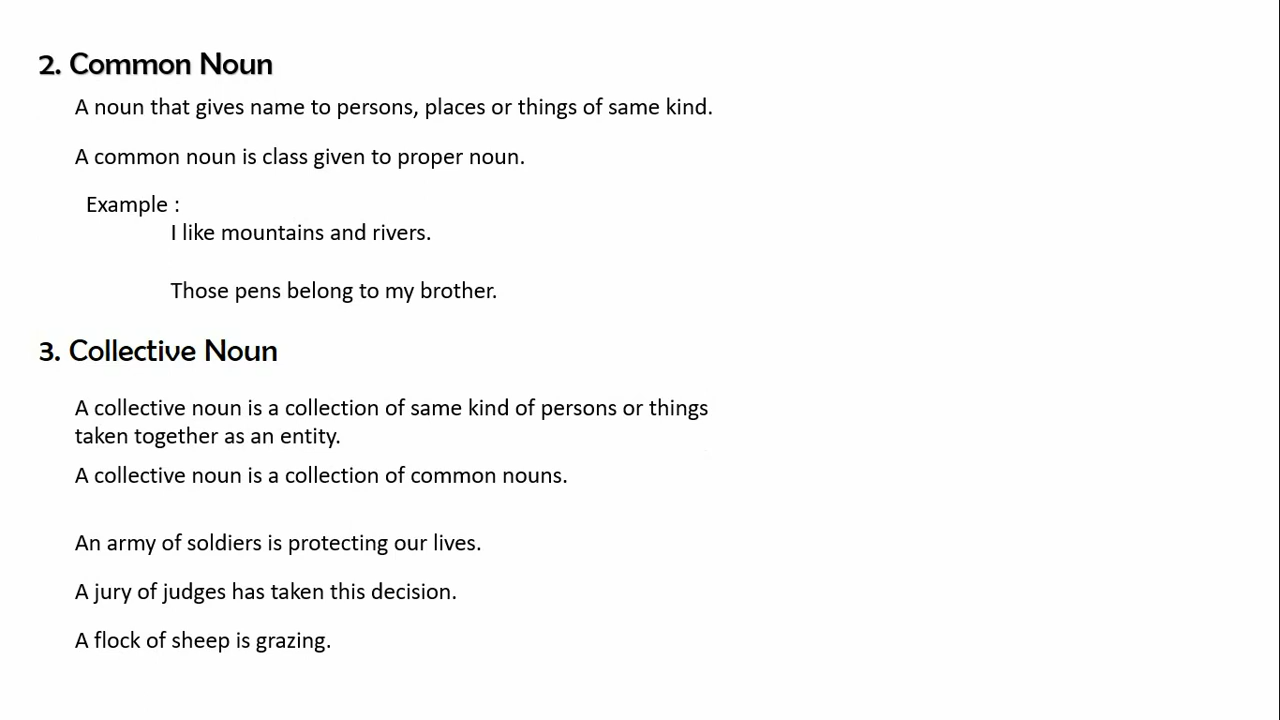 2. Common Noun
A noun that gives name to persons, places or things of same kind.
A common noun is class given to proper noun.
Example :
I like mountains and rivers.
Those pens belong to my brother.
3. Collective Noun
A collective noun is a collection of same kind of persons or things
taken together as an entity.
A collective noun is a collection of common nouns.
An army of soldiers is protecting our lives.
A jury of judges has taken this decision.
A flock of sheep is grazing.